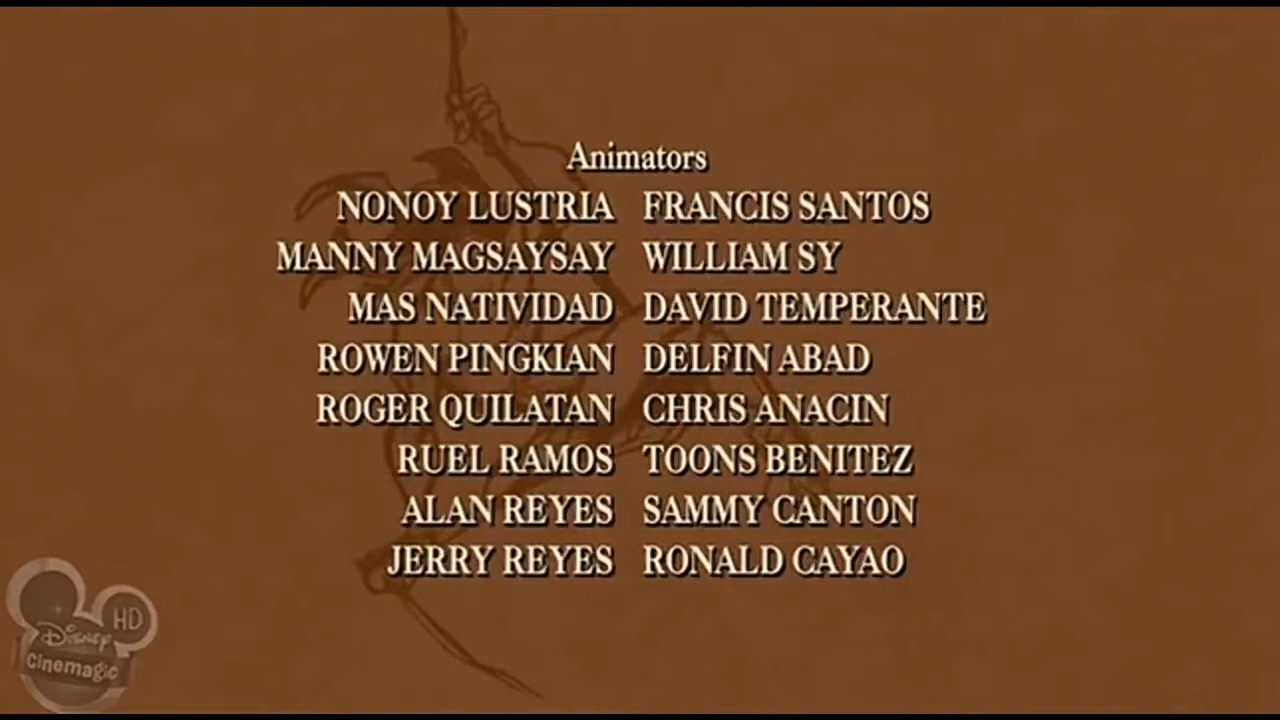 Animators
NONOY LUSTRIA FRANCIS SANTOS
MANNY MAGSAYSAY WILLIAM SY
MAS NATIVIDAD DAVID TEMPERANTE
ROWEN PINGKIAN DELFIN ABAD
ROGER QUILATAN CHRIS ANACIN
RUEL RAMOS TOONS BENITEZ
ALAN REYES SAMMY CANTON
JERRY REYES RONALD CAYAO
HD
Disney
Cinemagic